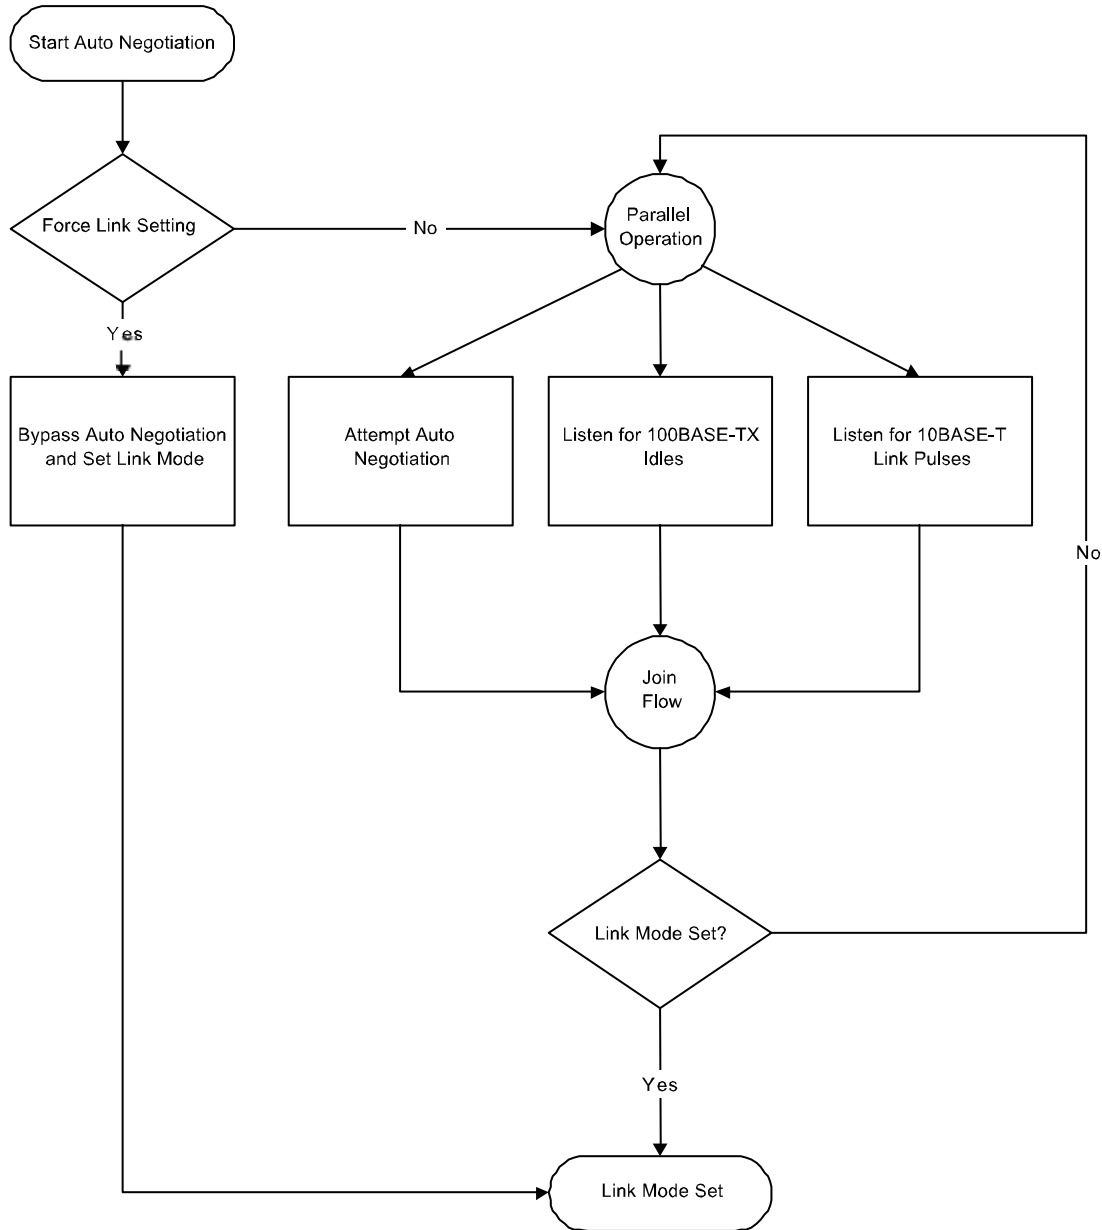 Start Auto Negotiation
Force Link Setting
No
Parallel
Operation
Yes
Bypass Auto Negotiation
and Set Link Mode
Attempt Auto
Negotiation
Listen for 100BASE-TX
Idles
Listen for 10BASE-T
Link Pulses
No
Join
Flow
Link Mode Set?
Yes
Link Mode Set